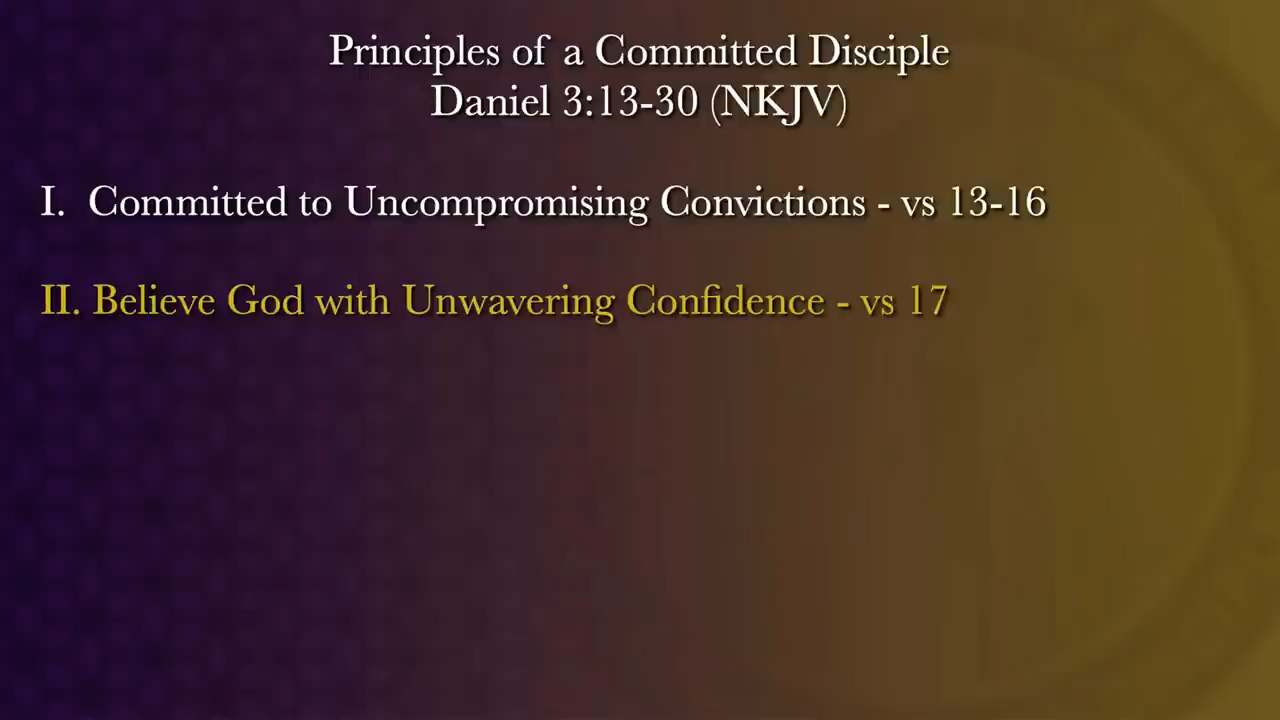 Principles of a Committed Disciple
Daniel 3:13-30 (NKJV)
I. Committed to Uncompromising Convictions - vs 13-16
II. Believe God with Unwavering Confidence - vs 17